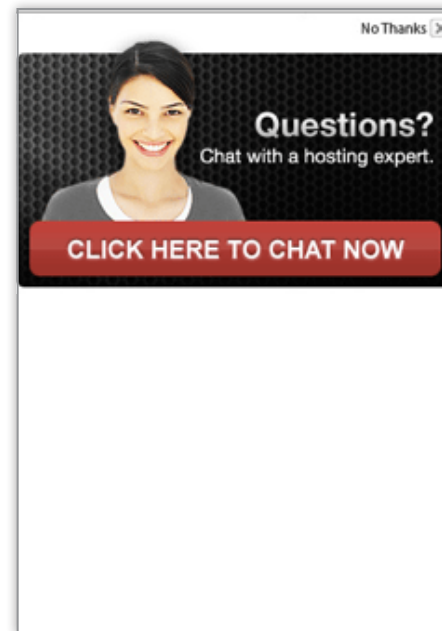 No Thanks
Questions?
Chat with a hosting expert.
CLICK HERE TO CHAT NOW